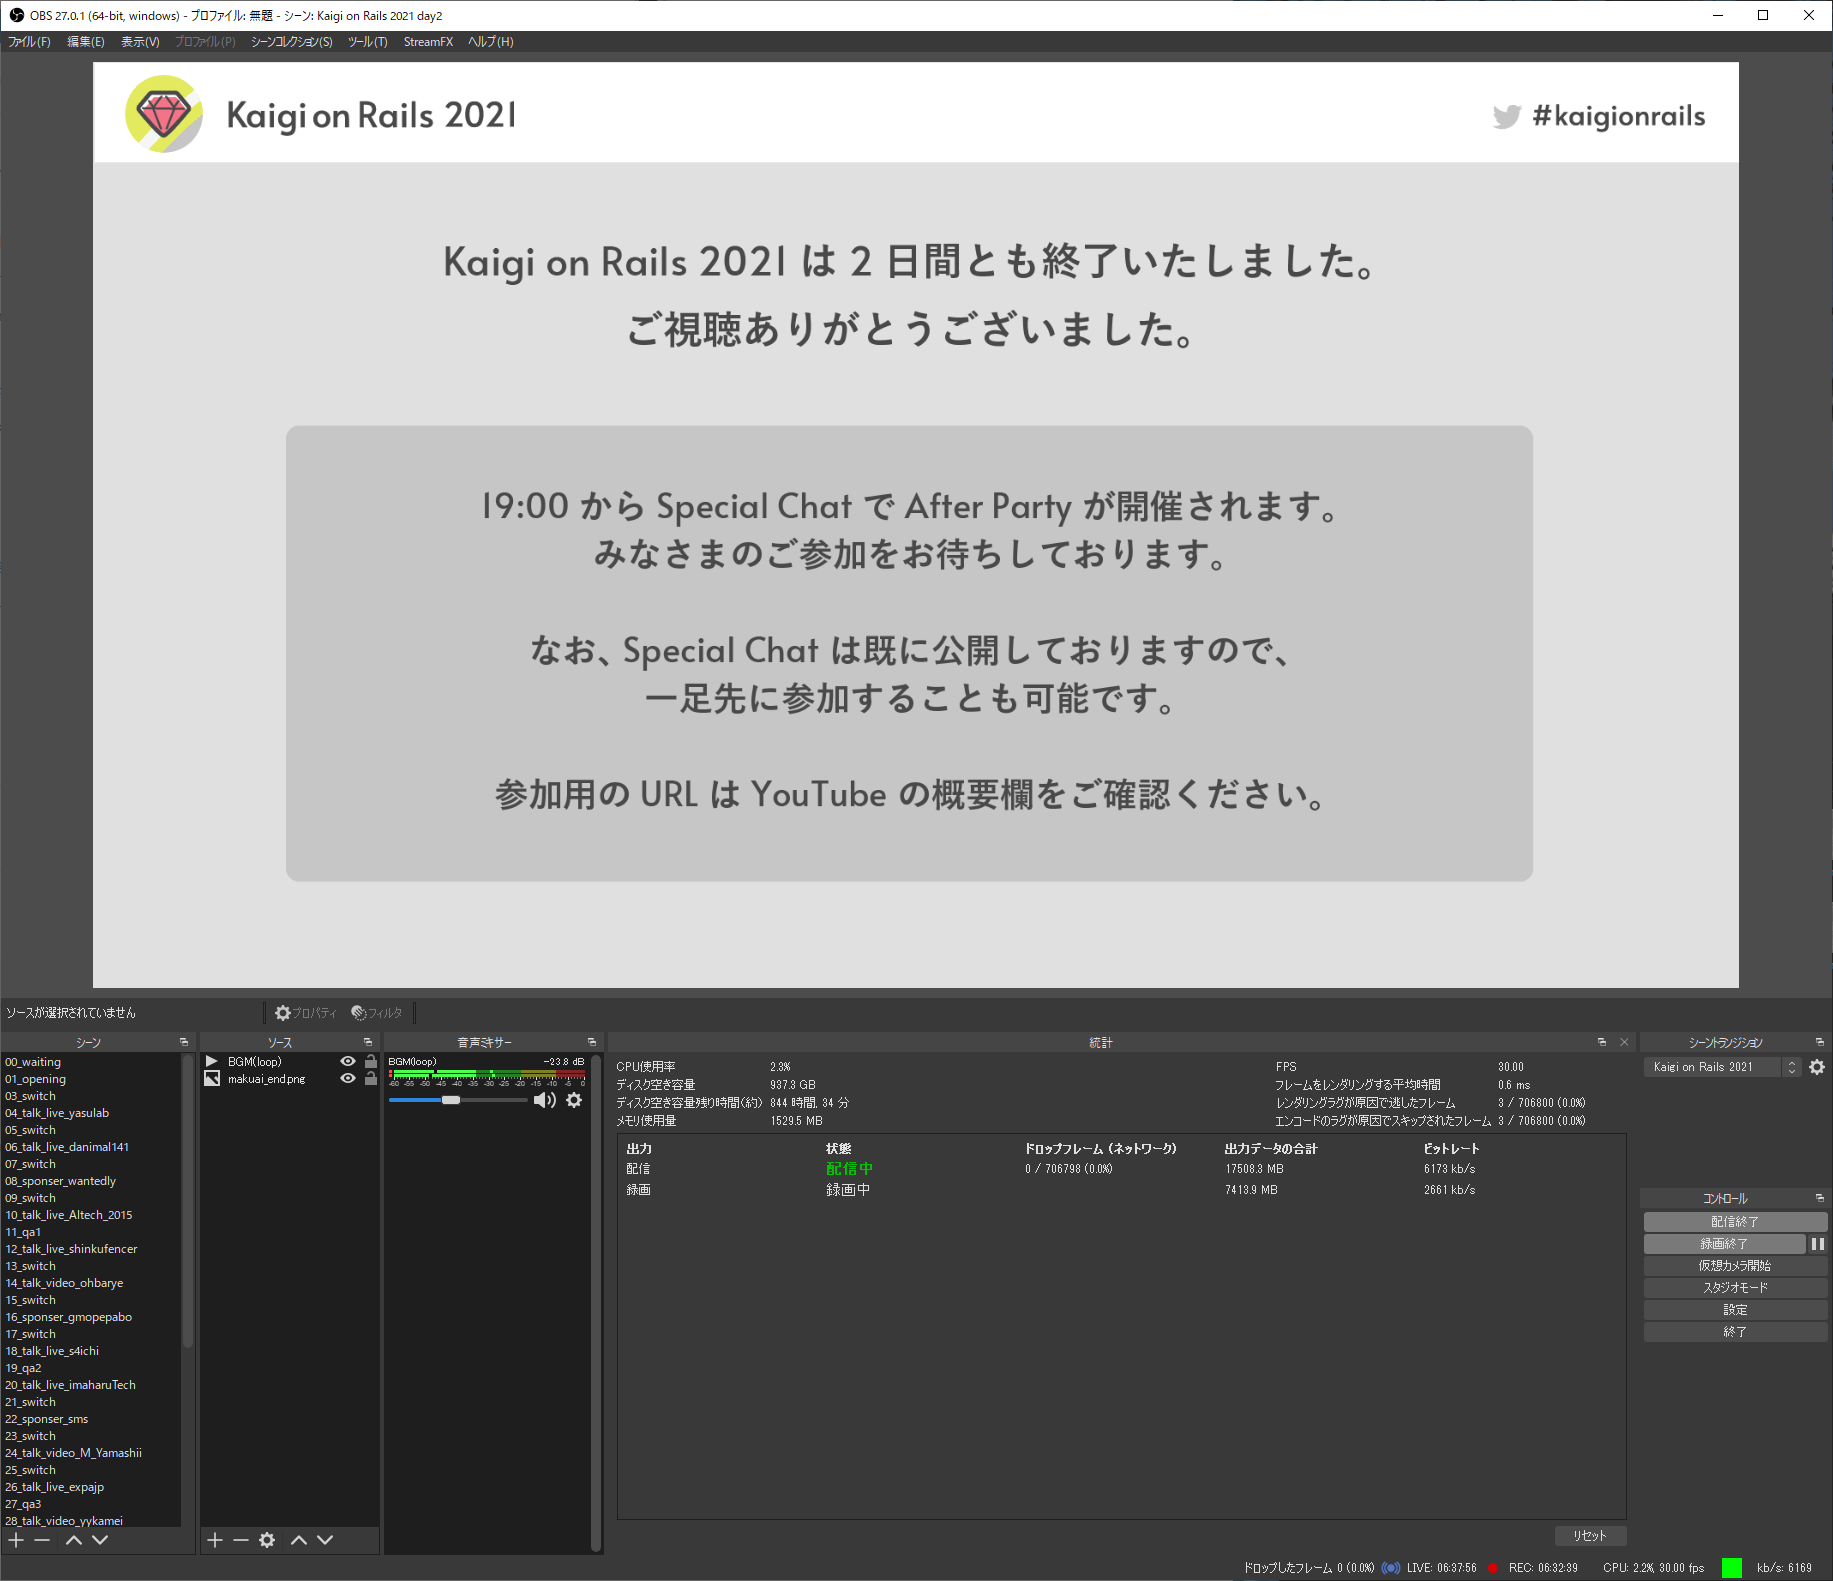 OBS 27.0.1 (64-bit, windows) - プロファイル: 無題 - シーン: Kaigi on Rails 2021 day2
ファイル(F) 編集(E) 表示(V) プロファイル(P) シーンコレクション(S) ツール(T) StreamFX ヘルプ(H)
Kaigi on Rails 2021
#kaigionrails
Kaigi on Rails 2021 は 2 日間とも終了いたしました。
ご視聴ありがとうございました。
19:00 から Special Chat で After Party が開催されます。
みなさまのご参加をお待ちしております。
なお、Special Chat は既に公開しておりますので、
一足先に参加することも可能です。
参加用の URL は YouTube の概要欄をご確認ください。
ソースが選択されていません
プロパティ
フィルタ
シーン
00_waiting
01_opening
03_switch
04_talk_live_yasulab
05_switch
06_talk_live_danimal141
07_switch
08_sponser_wantedly
09_switch
10_talk_live_Altech_2015
11_qa1
12_talk_live_shinkufencer
13_switch
14_talk_video_ohbarye
15_switch
16_sponser_gmopepabo
17_switch
18_talk_live_s4ichi
19_qa2
20_talk_live_imaharuTech
21_switch
22_sponser_sms
23_switch
24_talk_video_M_Yamashii
25_switch
26_talk_live_expajp
27_qa3
28_talk_video_yykamei
ソース
BGM(loop)
makuai_end.png
音声ミキサー
BGM(loop) -23.8 dB
-60 -55 -50 -45 -40 -35 -30 -25 -20 -15 -10 -5 0
統計
CPU使用率 2.3%
ディスク空き容量 937.3 GB
ディスク空き容量残り時間(約) 844 時間, 34 分
メモリ使用量 1529.5 MB
FPS 30.00
フレームをレンダリングする平均時間 0.6 ms
レンダリングラグが原因で逃したフレーム 3 / 706800 (0.0%)
エンコードのラグが原因でスキップされたフレーム 3 / 706800 (0.0%)
出力 状態 ドロップフレーム (ネットワーク) 出力データの合計 ビットレート
配信 配信中 0 / 706798 (0.0%) 17508.3 MB 6173 kb/s
録画 録画中 7413.9 MB 2661 kb/s
リセット
シーントランジション
Kaigi on Rails 2021
コントロール
配信終了
録画終了
仮想カメラ開始
スタジオモード
設定
終了
ドロップしたフレーム 0 (0.0%) LIVE: 06:37:56 REC: 06:32:39 CPU: 2.2%, 30.00 fps kb/s: 6169